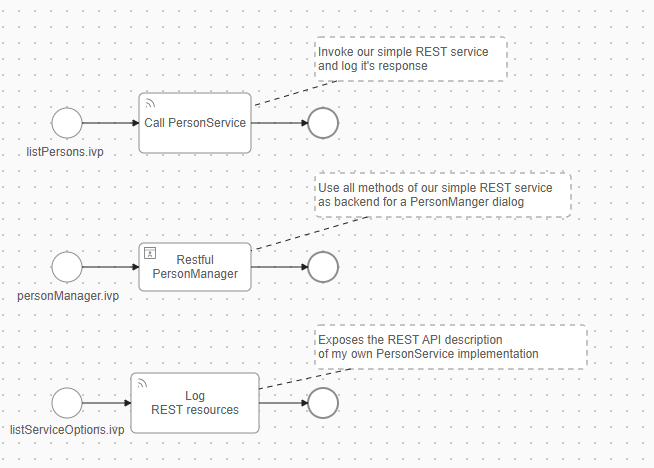 Invoke our simple REST service
and log it's response
Call PersonService
listPersons.ivp
Use all methods of our simple REST service
as backend for a PersonManger dialog
Restful
PersonManager
personManager.ivp
Exposes the REST API description
of my own PersonService implementation
Log
REST resources
listServiceOptions.ivp